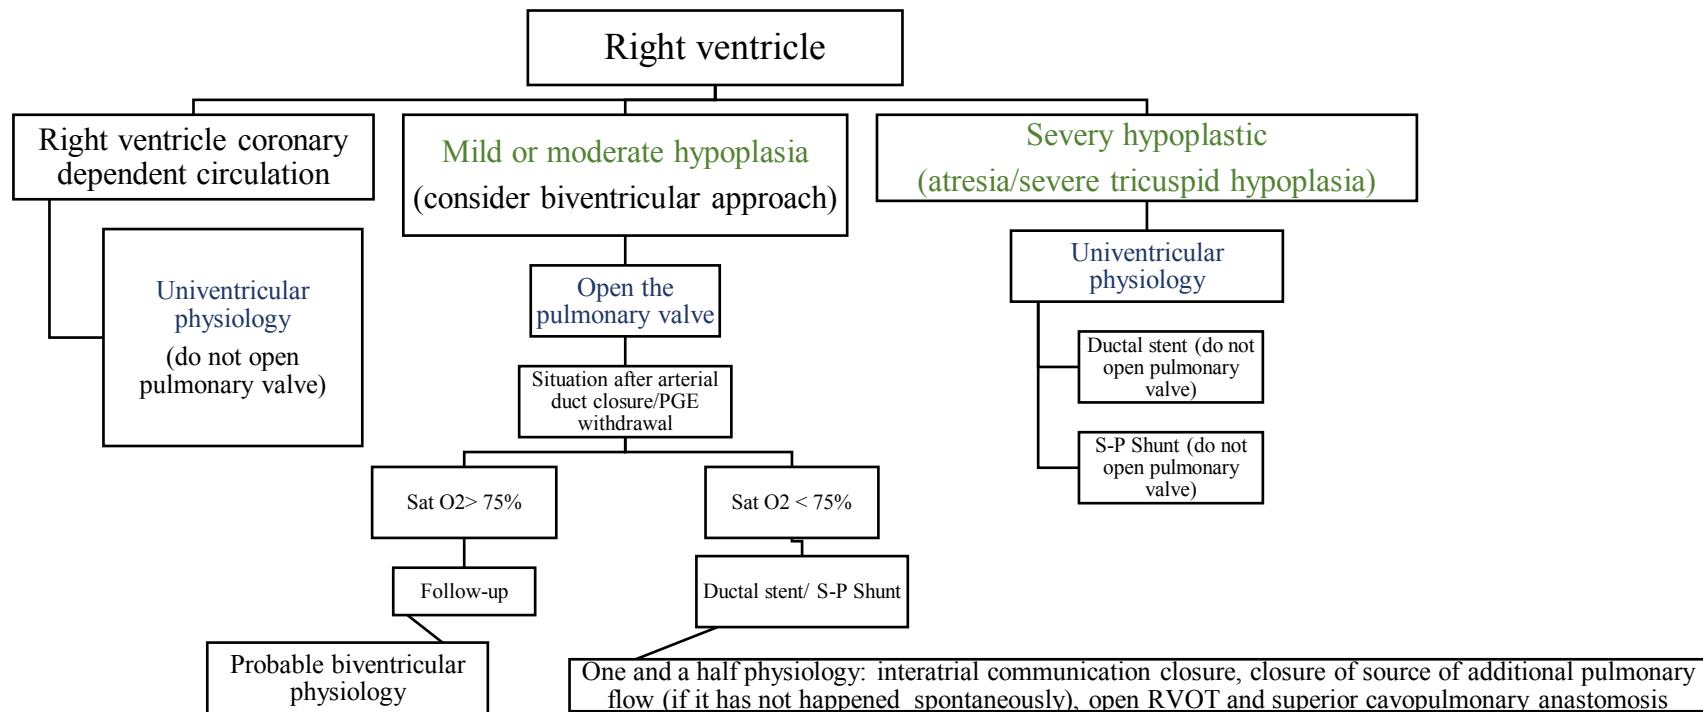 Right ventricle
Right ventricle coronary
dependent circulation
Univentricular
physiology
(do not open
pulmonary valve)
Mild or moderate hypoplasia
(consider biventricular approach)
Open the
pulmonary valve
Situation after arterial
duct closure/PGE
withdrawal
Sat O2> 75%
Follow-up
Probable biventricular
physiology
Sat O2 < 75%
Ductal stent/ S-P Shunt
One and a half physiology: interatrial communication closure, closure of source of additional pulmonary
flow (if it has not happened spontaneously), open RVOT and superior cavopulmonary anastomosis
Severy hypoplastic
(atresia/severe tricuspid hypoplasia)
Univentricular
physiology
Ductal stent (do not
open pulmonary
valve)
S-P Shunt (do not
open pulmonary
valve)